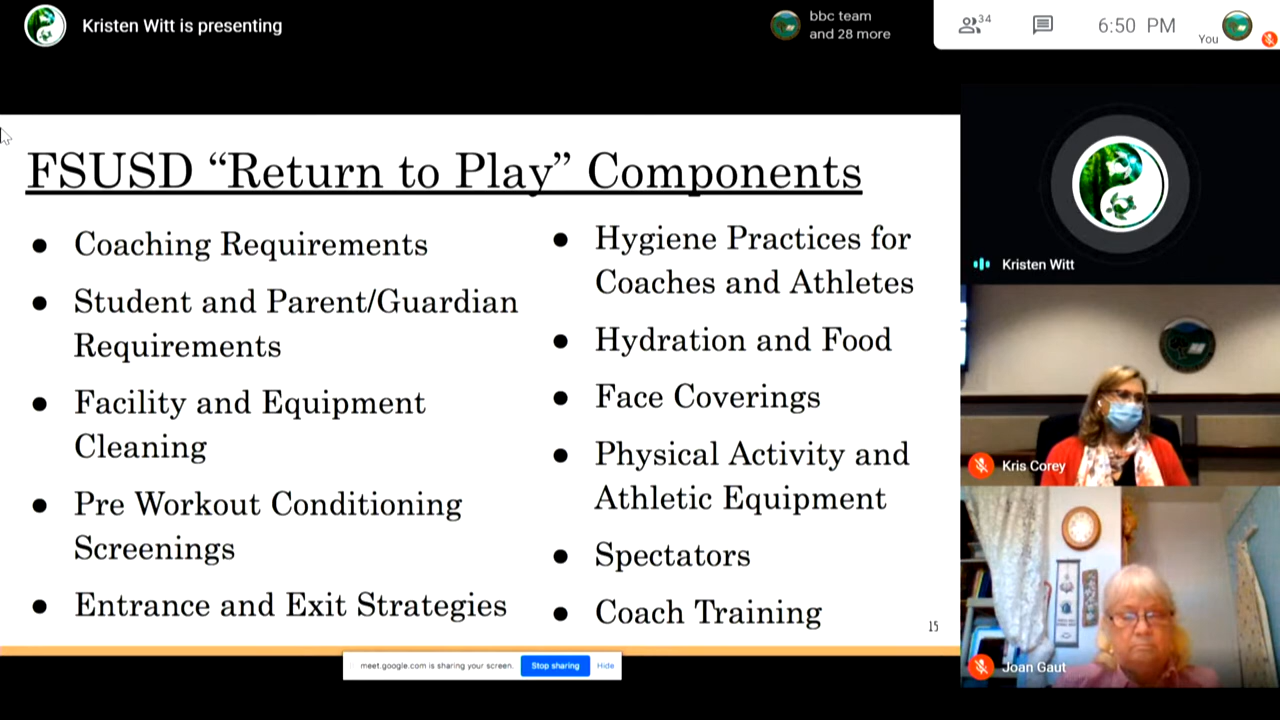 Kristen Witt is presenting
bbc team
and 28 more
34
6:50 PM
You
FSUSD “Return to Play” Components
● Coaching Requirements
● Student and Parent/Guardian
Requirements
● Facility and Equipment
Cleaning
● Pre Workout Conditioning
Screenings
● Entrance and Exit Strategies
● Hygiene Practices for
Coaches and Athletes
● Hydration and Food
● Face Coverings
● Physical Activity and
Athletic Equipment
● Spectators
● Coach Training
15
Kristen Witt
Kris Corey
Joan Gaut
meet.google.com is sharing your screen.
Stop sharing
Hide